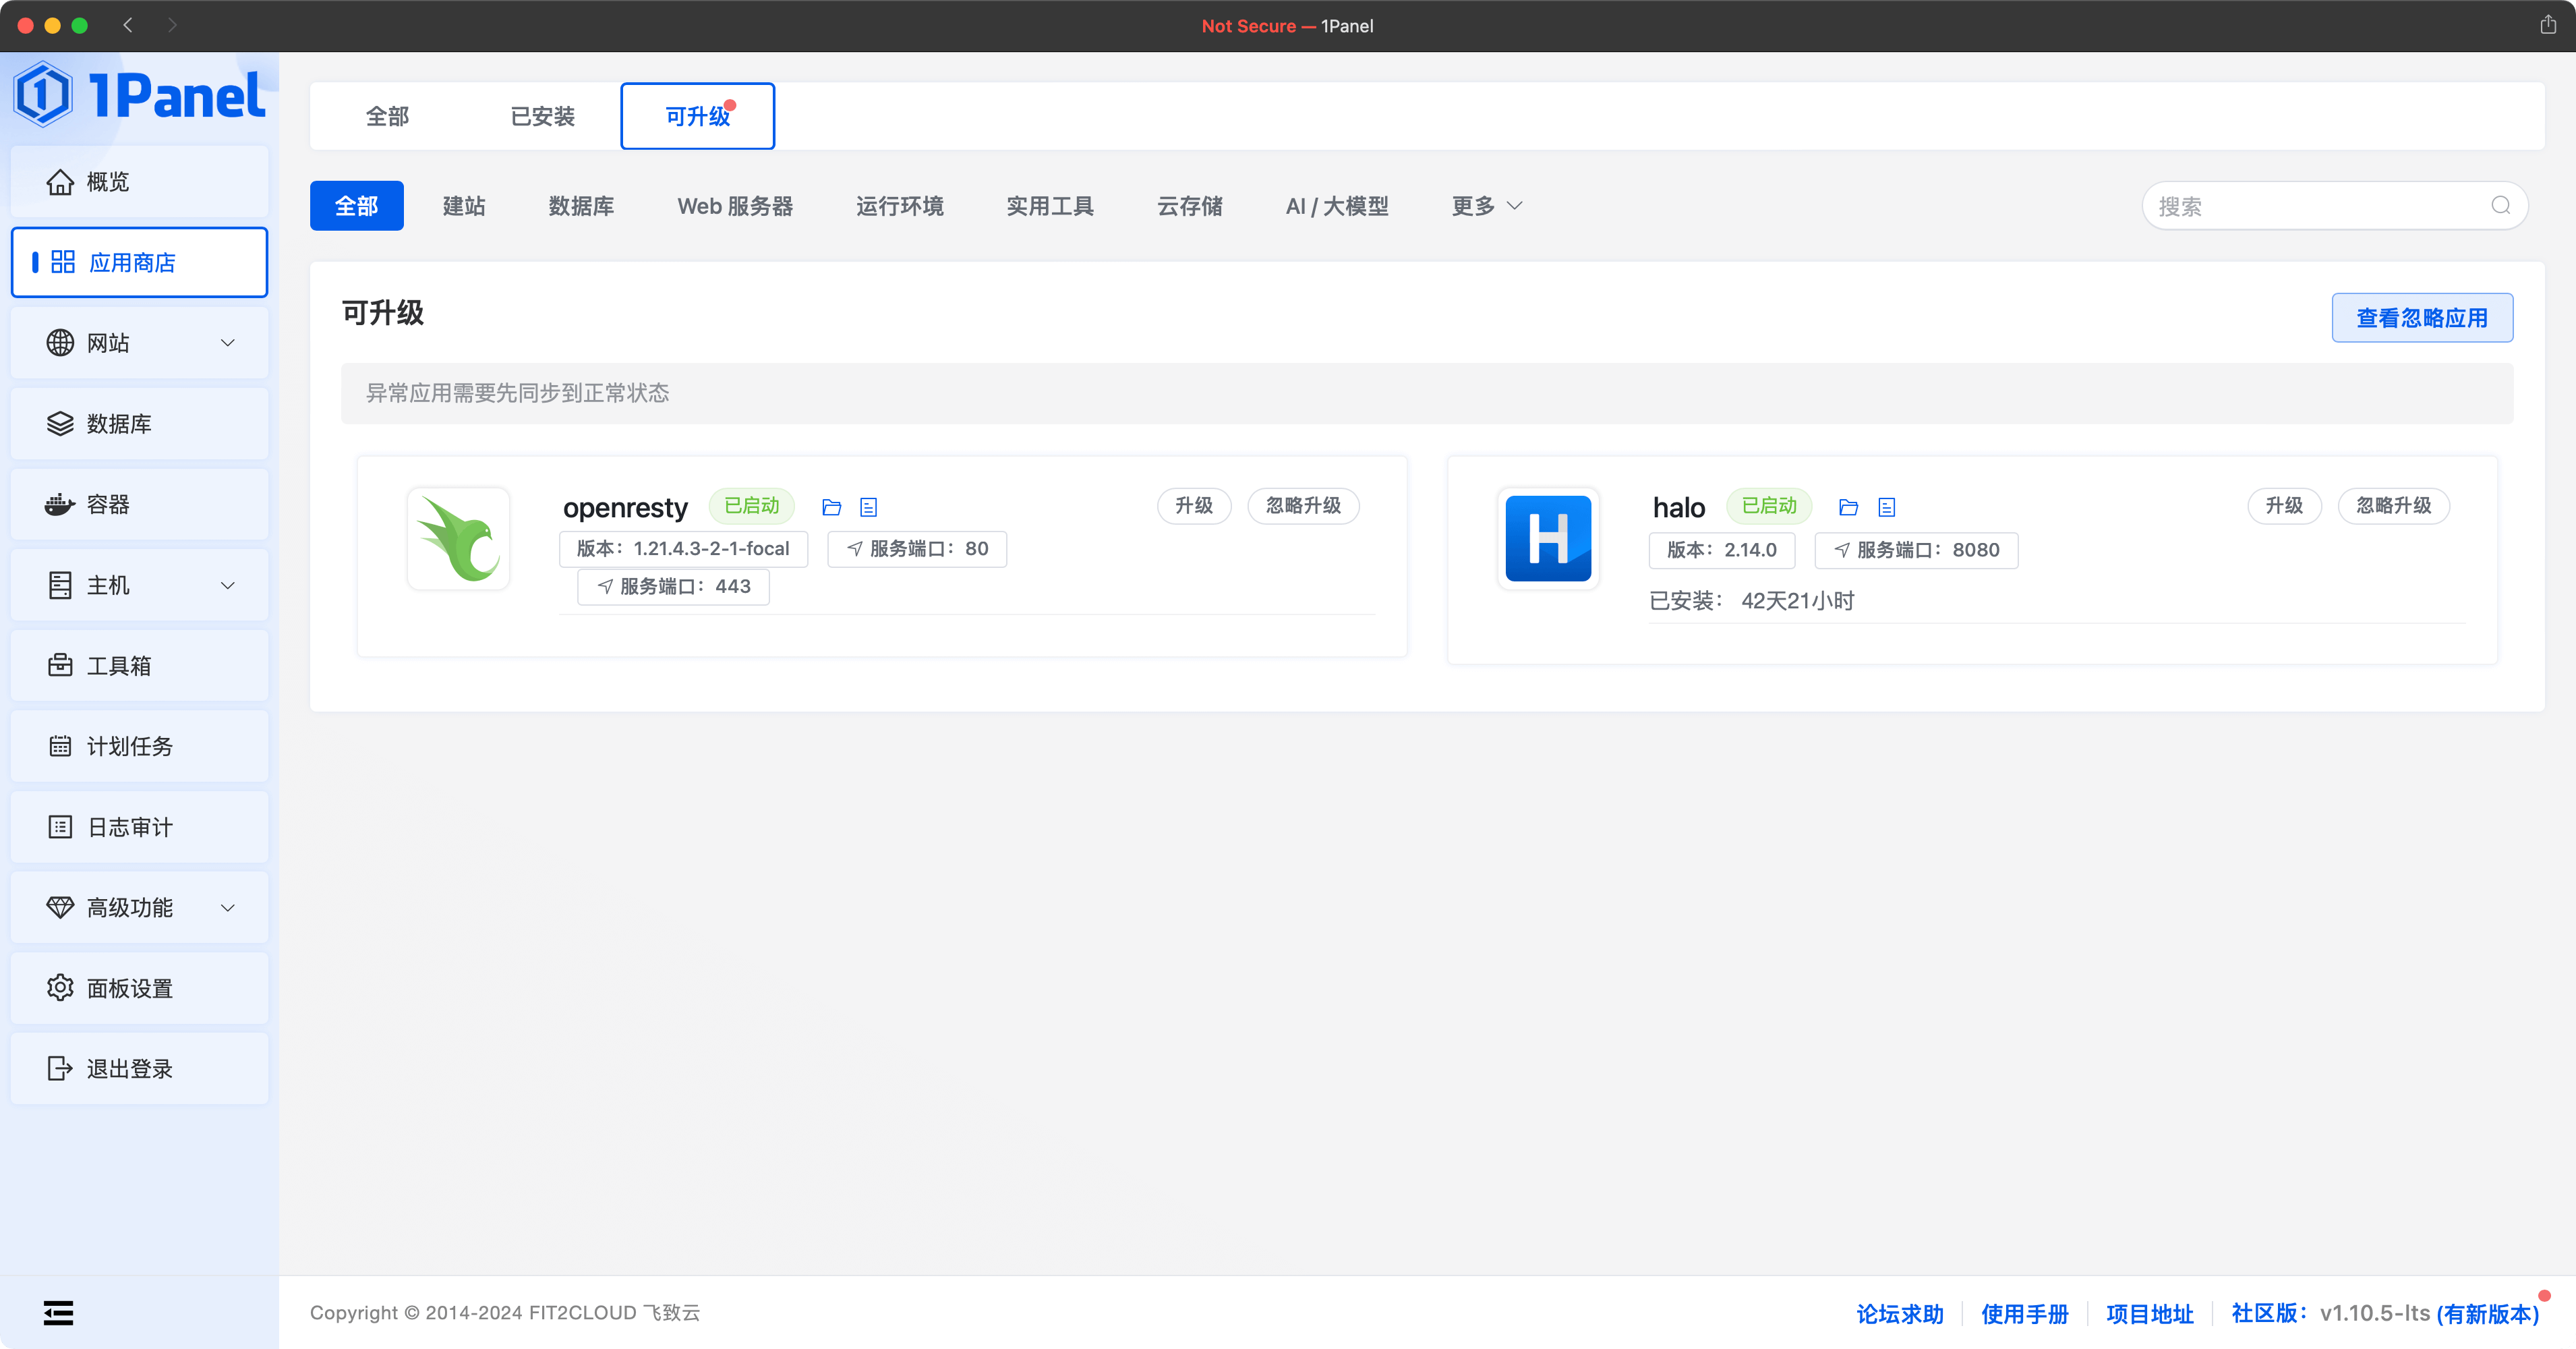 Not Secure — 1Panel
1Panel
概览
应用商店
网站
数据库
容器
主机
工具箱
计划任务
日志审计
高级功能
面板设置
退出登录
全部 已安装 可升级
全部 建站 数据库 Web 服务器 运行环境 实用工具 云存储 AI / 大模型 更多
搜索
可升级
查看忽略应用
异常应用需要先同步到正常状态
openresty 已启动 升级 忽略升级
版本：1.21.4.3-2-1-focal 服务端口：80
服务端口：443
halo 已启动 升级 忽略升级
版本：2.14.0 服务端口：8080
已安装： 42天21小时
Copyright © 2014-2024 FIT2CLOUD 飞致云
论坛求助 使用手册 项目地址 社区版：v1.10.5-lts (有新版本)